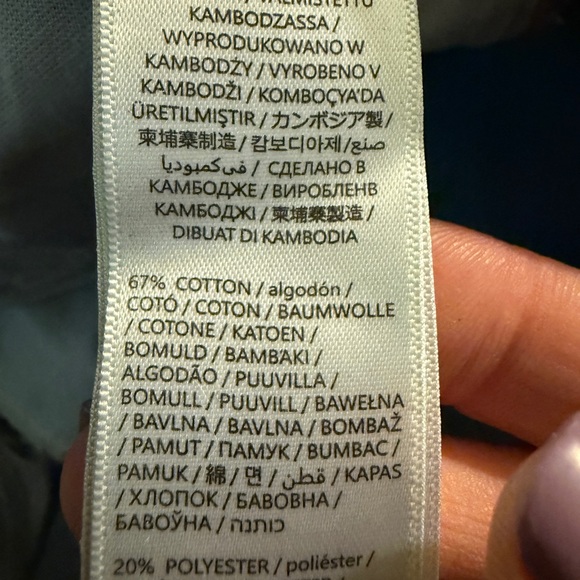 VALMISTETTU
KAMBODZASSA /
WYPRODUKOWANO W
KAMBODŻY / VYROBENO V
KAMBODŽI / KOMBOÇYA'DA
ÜRETILMIŞTIR / カンボジア製 /
柬埔寨制造 / 캄보디아제 / صنع
في كمبوديا / СДЕЛАНО В
КАМБОДЖЕ / ВИРОБЛЕНВ
КАМБОДЖІ / 柬埔寨製造 /
DIBUAT DI KAMBODIA
67% COTTON / algodón /
COTÓ / COTON / BAUMWOLLE
/ COTONE / KATOEN /
BOMULD / BAMBAKI /
ALGODÃO / PUUVILLA /
BOMULL / PUUVILL / BAWEŁNA
/ BAVLNA / BAVLNA / BOMBAŽ
/ PAMUT / ПАМУК / BUMBAC /
PAMUK / 綿 / 면 / قطن / KAPAS
/ ХЛОПОК / БАВОВНА /
БАВОЎНА / כותנה
20% POLYESTER / poliéster /